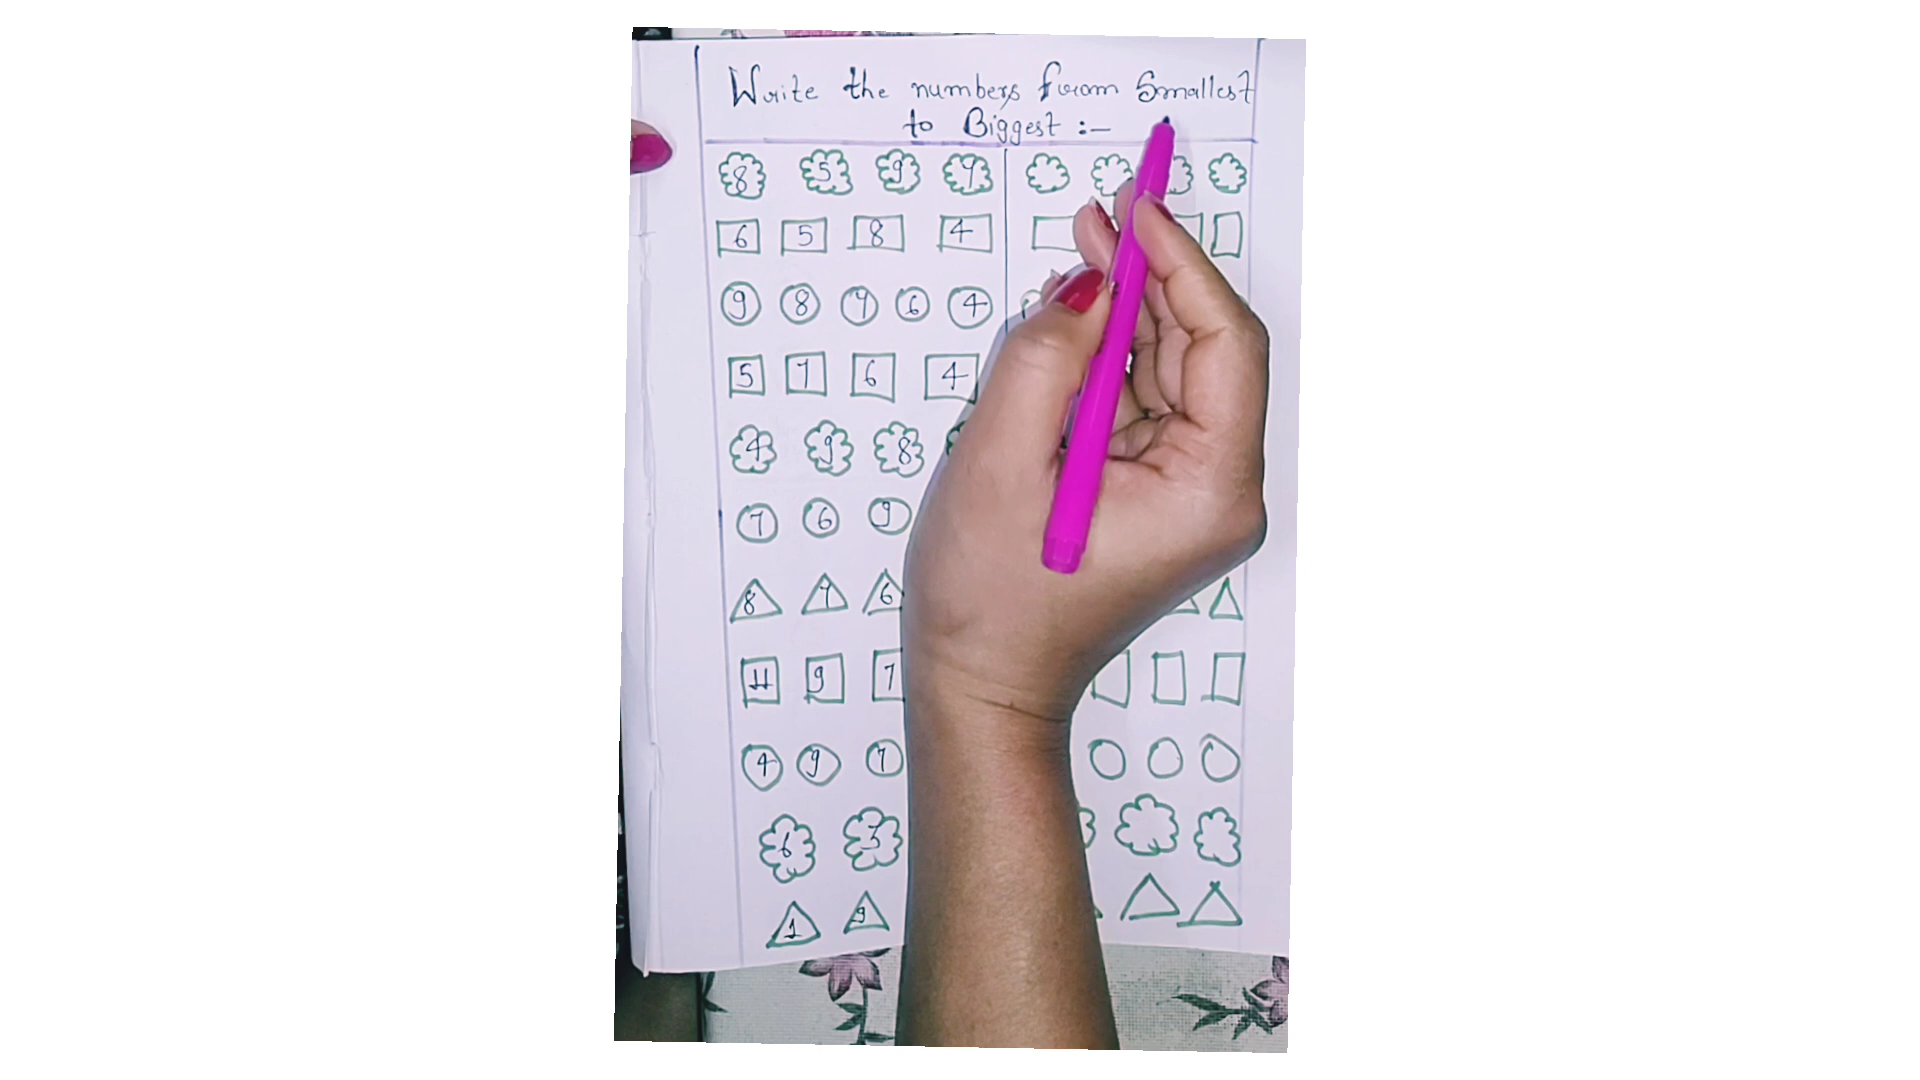 Write the numbers from Smallest
to Biggest :-
8 5 9 7
6 5 8 4
9 8 7 6 4
5 7 6 4
4 9 8
7 6 9
8 7 6
11 9 7
4 9 7
6 3
1 9